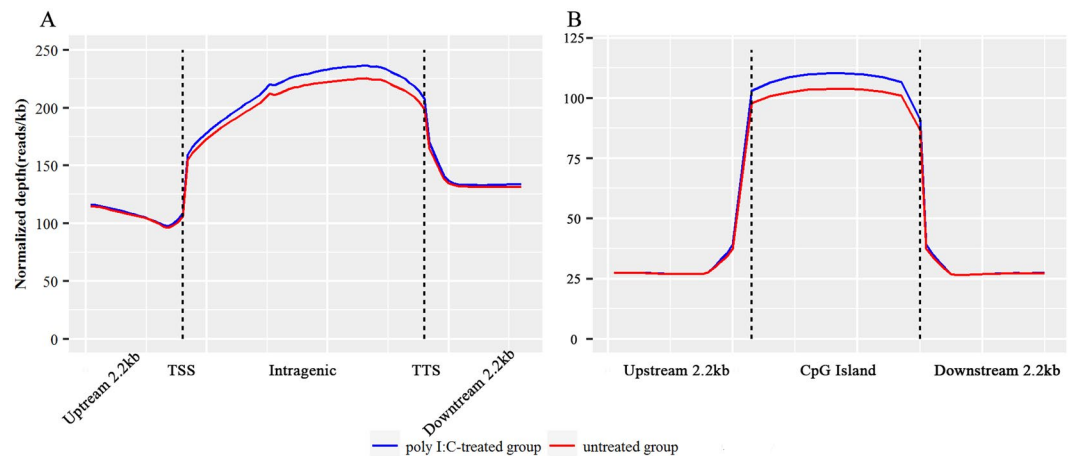 A
B
Normalized depth(reads/kb)
250
200
150
100
50
0
125
100
75
50
25
0
Uptream 2.2kb
TSS
Intragenic
TTS
Downtream 2.2kb
Upstream 2.2kb
CpG Island
Downstream 2.2kb
poly I:C-treated group
untreated group